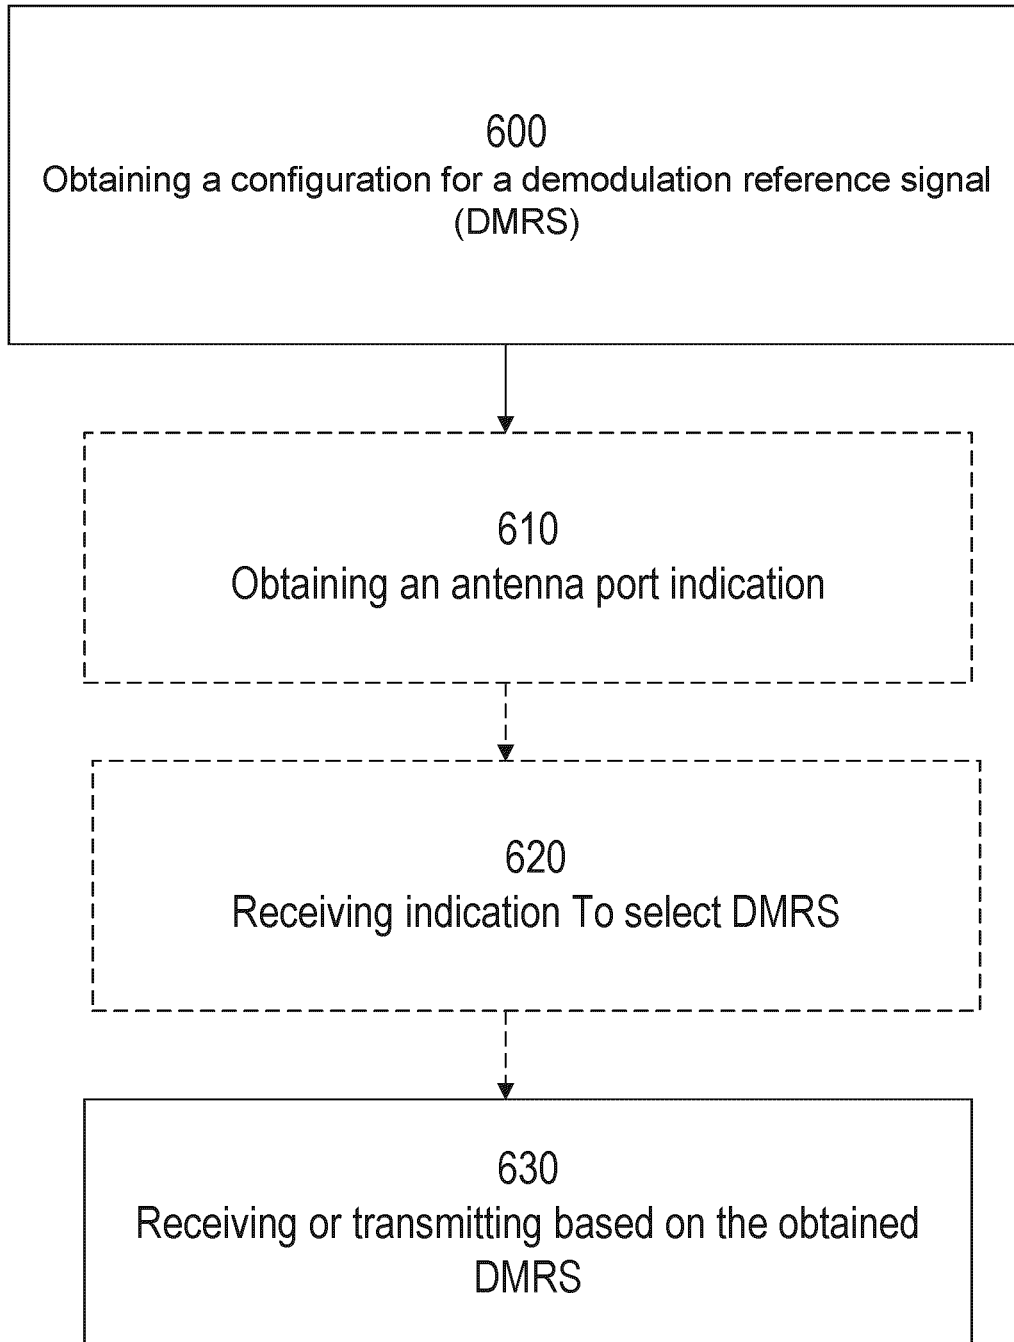 600
Obtaining a configuration for a demodulation reference signal
(DMRS)
610
Obtaining an antenna port indication
620
Receiving indication To select DMRS
630
Receiving or transmitting based on the obtained
DMRS